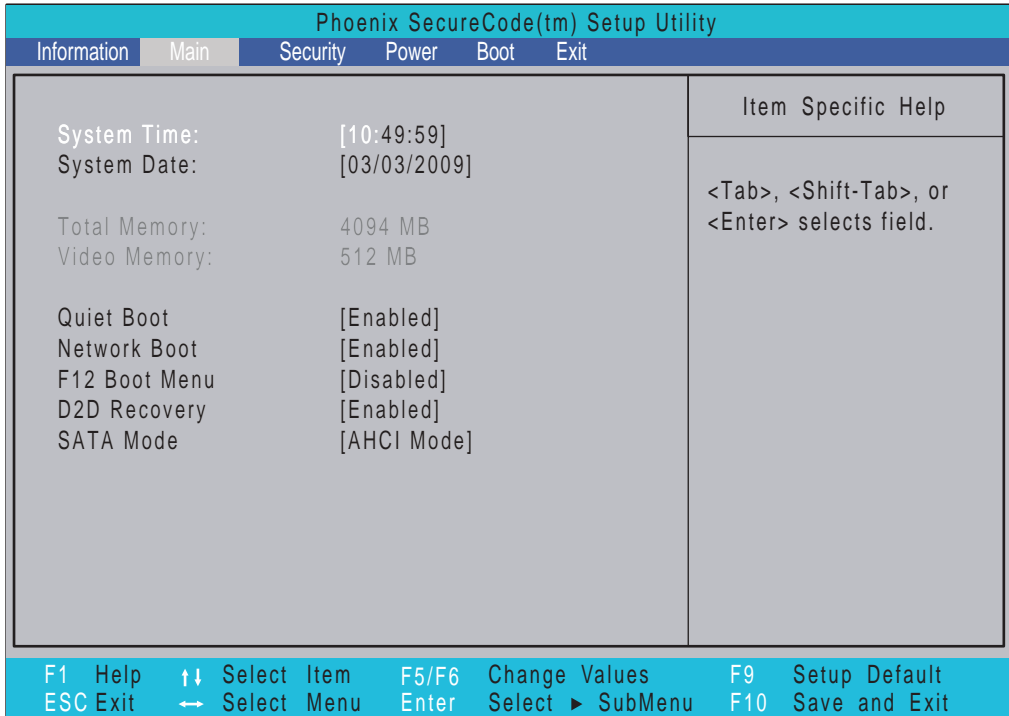 Phoenix SecureCode(tm) Setup Utility
Information Main Security Power Boot Exit
Item Specific Help
System Time: [10:49:59]
System Date: [03/03/2009]
<Tab>, <Shift-Tab>, or
<Enter> selects field.
Total Memory: 4094 MB
Video Memory: 512 MB
Quiet Boot [Enabled]
Network Boot [Enabled]
F12 Boot Menu [Disabled]
D2D Recovery [Enabled]
SATA Mode [AHCI Mode]
F1 Help ↑↓ Select Item F5/F6 Change Values F9 Setup Default
ESC Exit ↔ Select Menu Enter Select ► SubMenu F10 Save and Exit